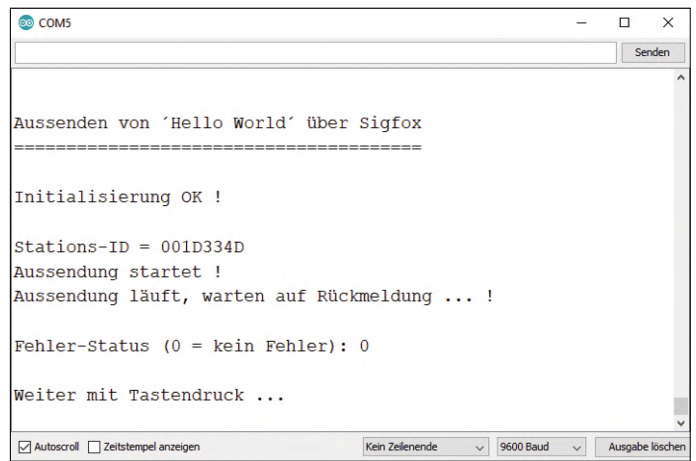 COM5
Senden
Aussenden von ´Hello World´ über Sigfox
=======================================
Initialisierung OK !
Stations-ID = 001D334D
Aussendung startet !
Aussendung läuft, warten auf Rückmeldung ... !
Fehler-Status (0 = kein Fehler): 0
Weiter mit Tastendruck ...
Autoscroll Zeitstempel anzeigen Kein Zeilenende 9600 Baud Ausgabe löschen